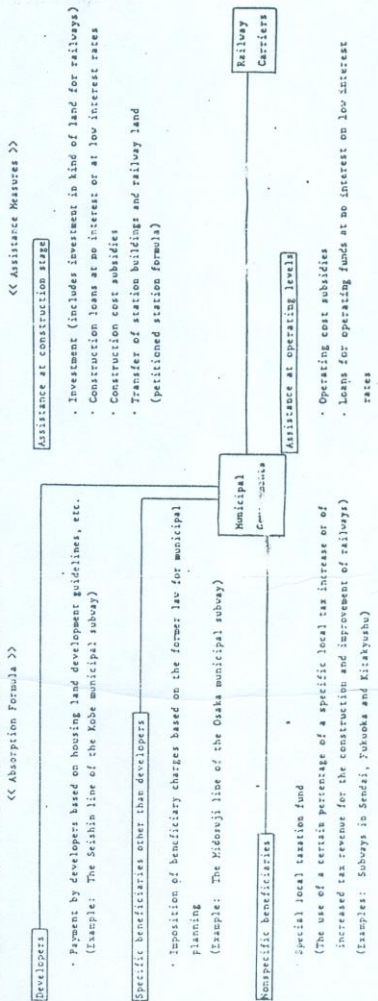 << Absorption Formula >>
Developers
· Payment by developers based on housing land development guidelines, etc.
(Example: The Seishin line of the Kobe municipal subway)
Specific beneficiaries other than developers
· Imposition of beneficiary charges based on the former law for municipal
planning
(Example: The Midosuji line of the Osaka municipal subway)
Nonspecific beneficiaries
· Special local taxation fund
(The use of a certain percentage of a specific local tax increase or of
increased tax revenue for the construction and improvement of railways)
(Examples: Subways in Sendai, Fukuoka and Kitakyushu)
Municipal
Governments
<< Assistance Measures >>
Assistance at construction stage
· Investment (includes investment in kind of land for railways)
· Construction loans at no interest or at low interest rates
· Construction cost subsidies
· Transfer of station buildings and railway land
(petitioned station formula)
Assistance at operating levels
· Operating cost subsidies
· Loans for operating funds at no interest on low interest
rates
Railway
Carriers